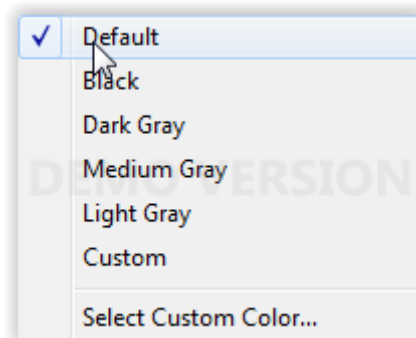 Default
Black
Dark Gray
Medium Gray
Light Gray
Custom
Select Custom Color...
DEMO VERSION